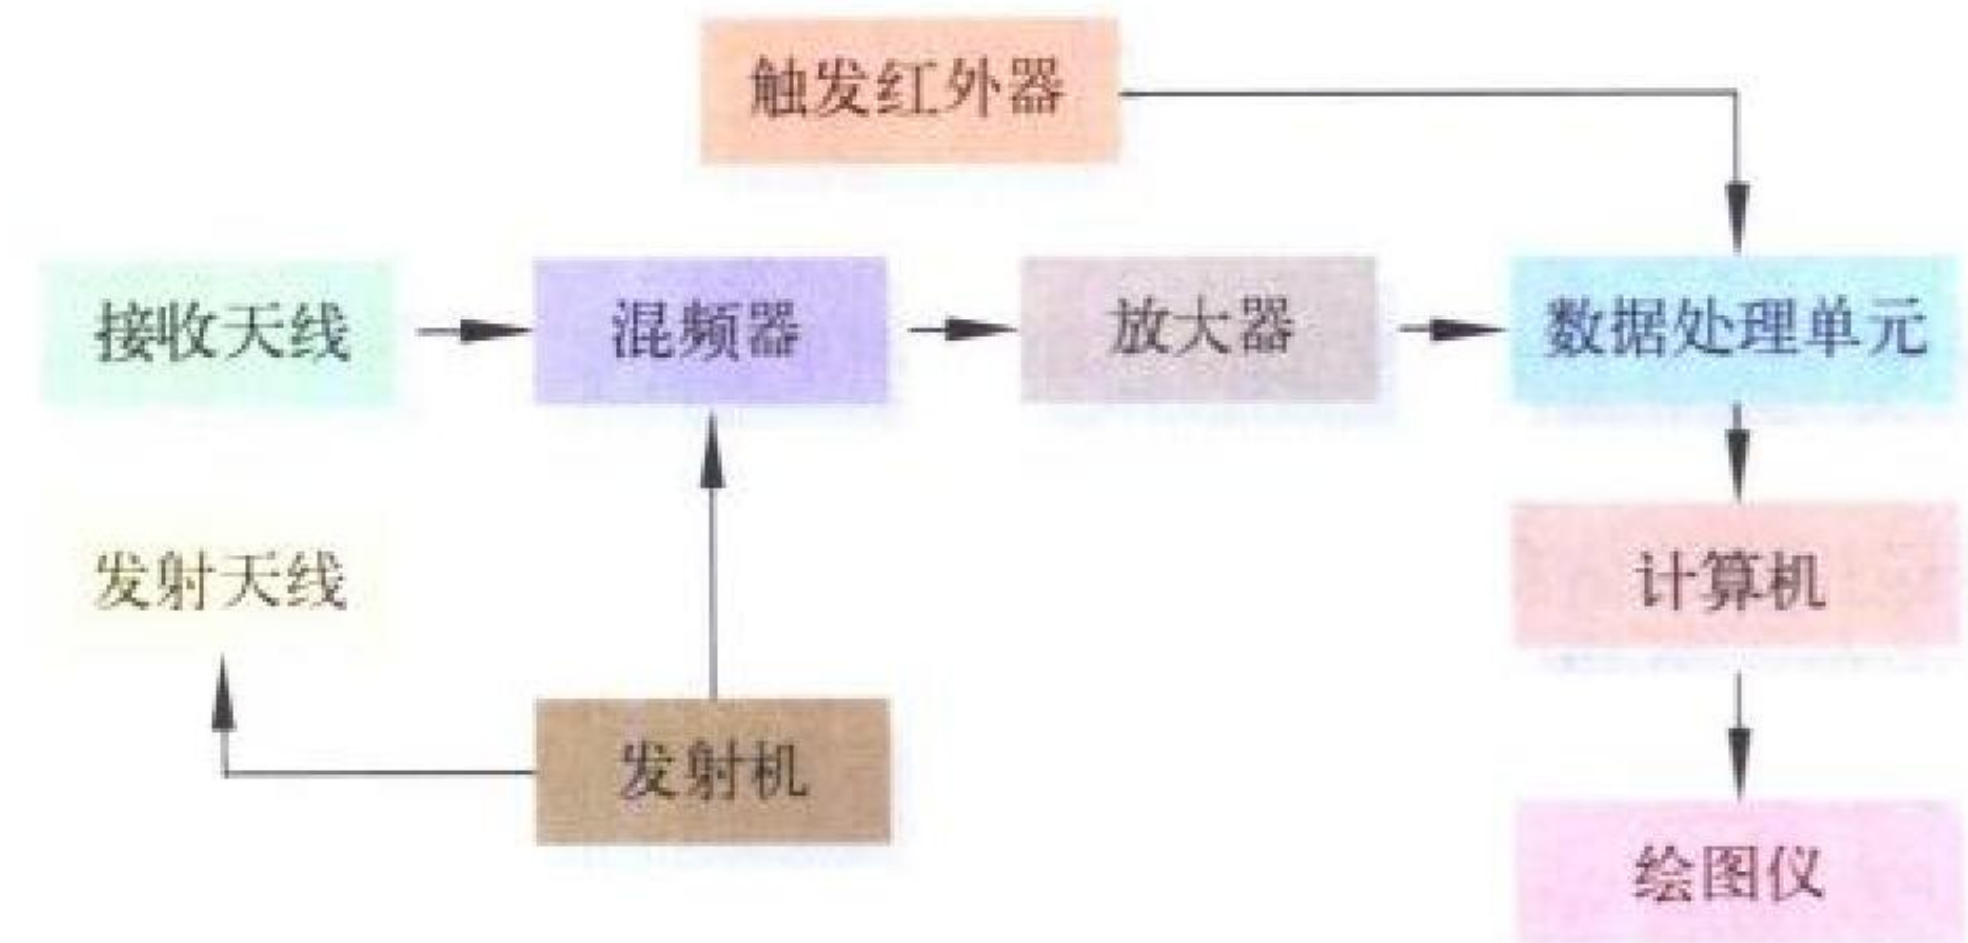 触发红外器
接收天线
混频器
放大器
数据处理单元
发射天线
计算机
发射机
绘图仪